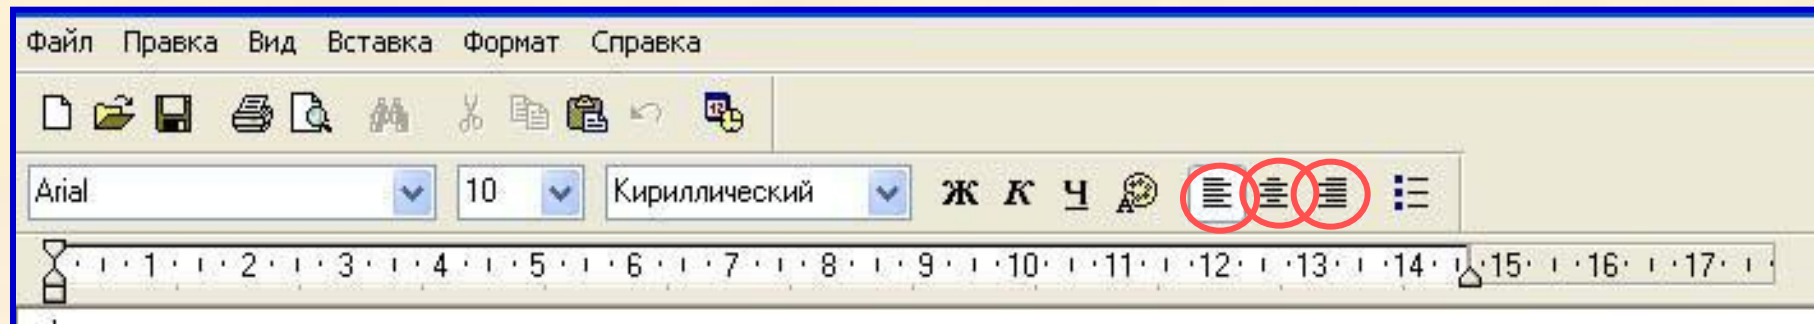 Файл Правка Вид Вставка Формат Справка
12
Arial 10 Кириллический Ж К Ч А
1 2 3 4 5 6 7 8 9 10 11 12 13 14 15 16 17